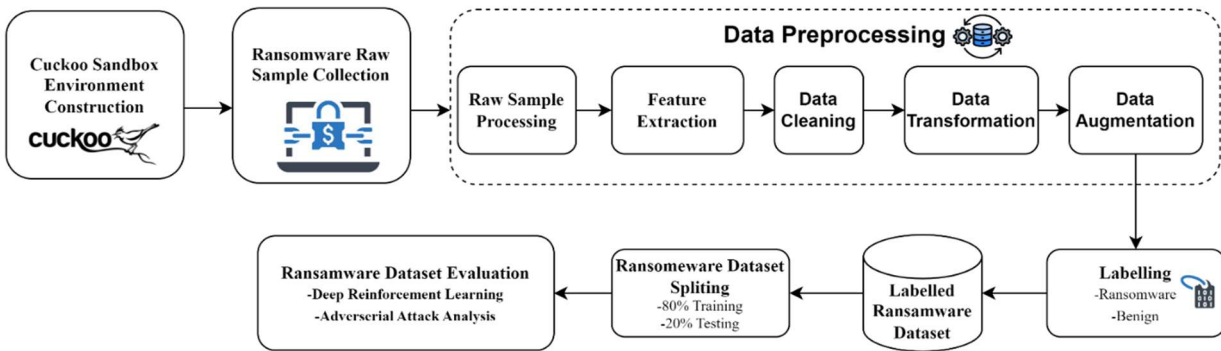 Cuckoo Sandbox
Environment
Construction
cuckoo
Ransomware Raw
Sample Collection
$
Data Preprocessing
Raw Sample
Processing
Feature
Extraction
Data
Cleaning
Data
Transformation
Data
Augmentation
Labelling
-Ransomware
-Benign
Labelled
Ransamware
Dataset
Ransomeware Dataset
Spliting
-80% Training
-20% Testing
Ransamware Dataset Evaluation
-Deep Reinforcement Learning
-Adverserial Attack Analysis